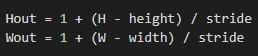 Hout = 1 + (H - height) / stride
Wout = 1 + (W - width) / stride